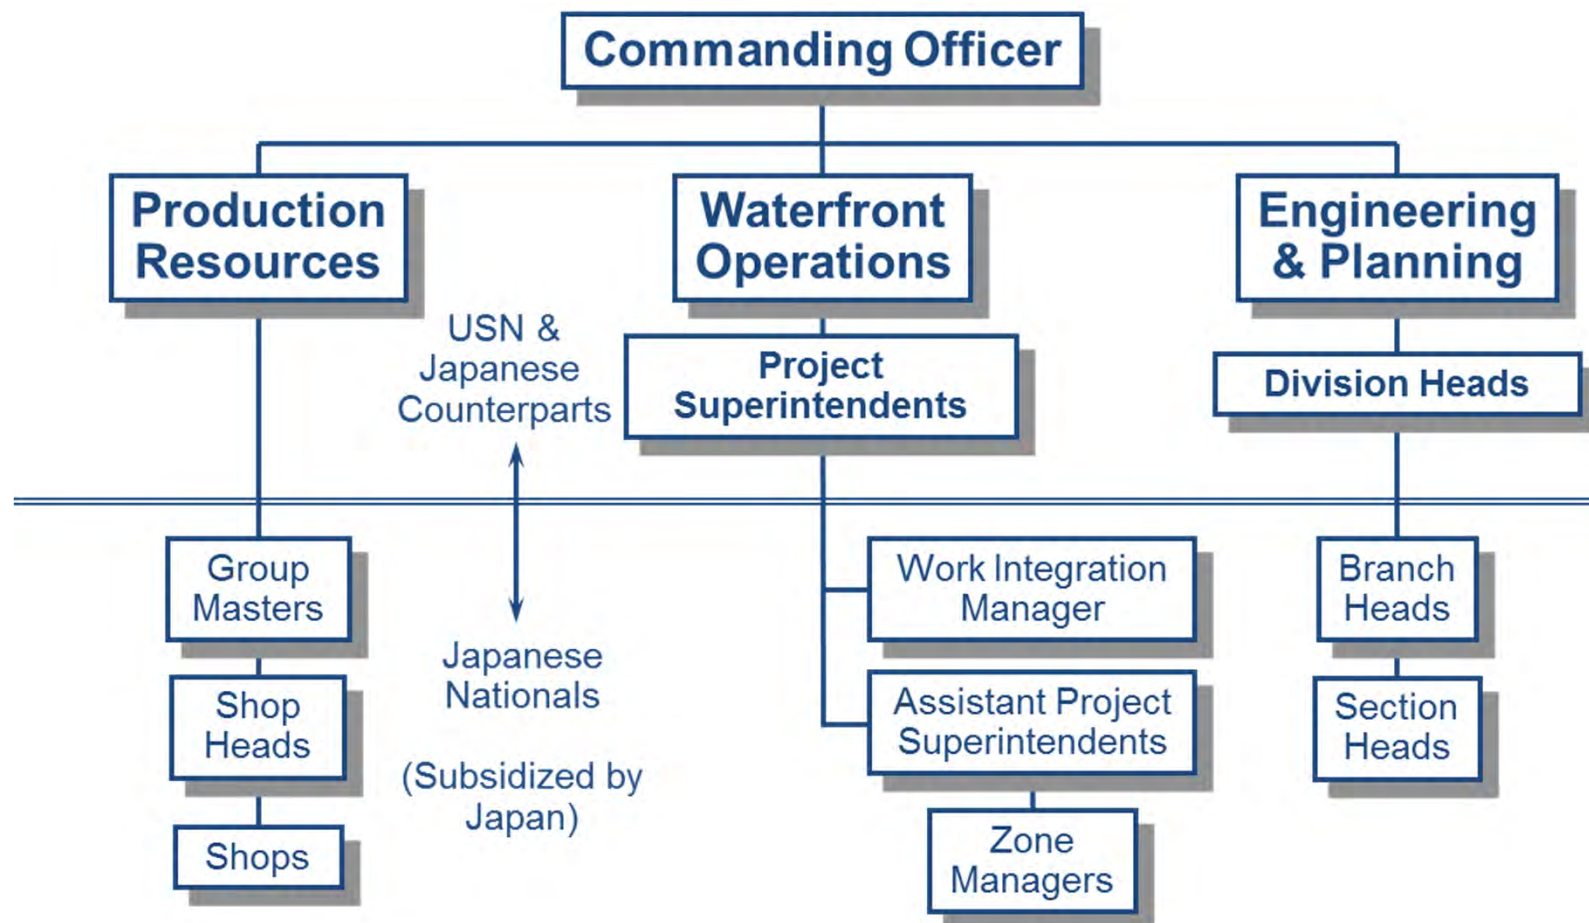 Commanding Officer
Production
Resources
Waterfront
Operations
Engineering
& Planning
USN &
Japanese
Counterparts
Project
Superintendents
Division Heads
Group
Masters
Work Integration
Manager
Branch
Heads
Japanese
Nationals
Shop
Heads
Assistant Project
Superintendents
Section
Heads
(Subsidized by
Japan)
Shops
Zone
Managers